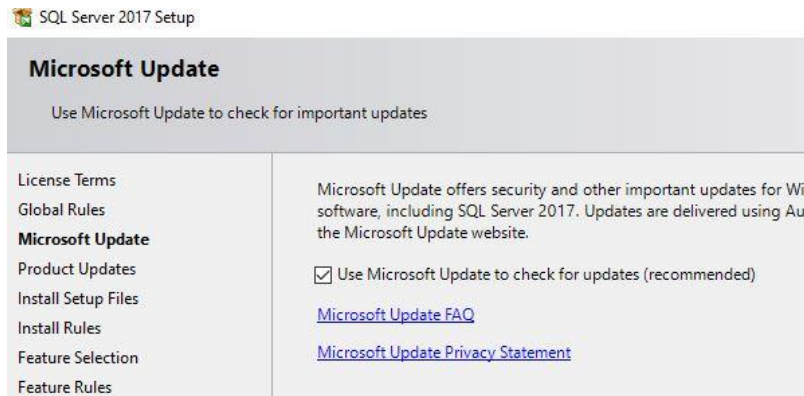 SQL Server 2017 Setup
Microsoft Update
Use Microsoft Update to check for important updates
License Terms
Global Rules
Microsoft Update
Product Updates
Install Setup Files
Install Rules
Feature Selection
Feature Rules
Microsoft Update offers security and other important updates for Wi
software, including SQL Server 2017. Updates are delivered using Au
the Microsoft Update website.
Use Microsoft Update to check for updates (recommended)
Microsoft Update FAQ
Microsoft Update Privacy Statement